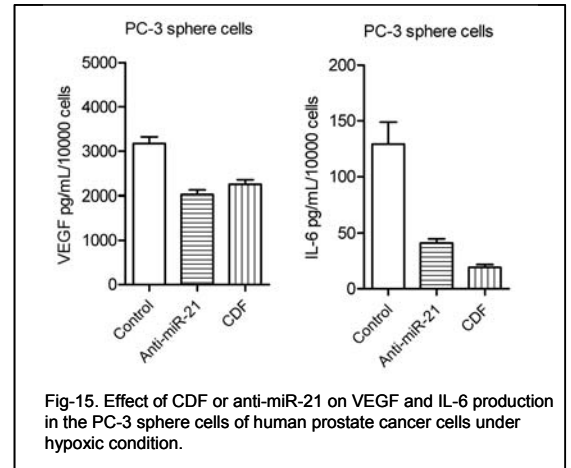 PC-3 sphere cells
5000
4000
3000
2000
1000
0
VEGF pg/mL/10000 cells
Control
Anti-miR-21
CDF
PC-3 sphere cells
200
150
100
50
0
IL-6 pg/mL/10000 cells
Control
Anti-miR-21
CDF
Fig-15. Effect of CDF or anti-miR-21 on VEGF and IL-6 production
in the PC-3 sphere cells of human prostate cancer cells under
hypoxic condition.